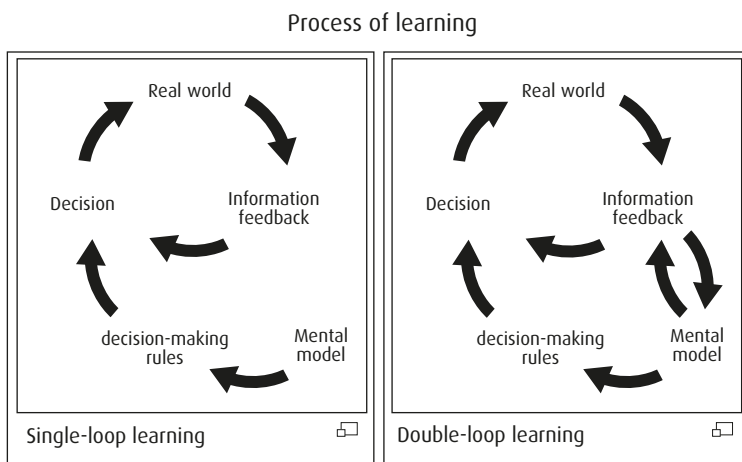 Process of learning
Real world
Decision
Information
feedback
decision-making
rules
Mental
model
Single-loop learning
Real world
Decision
Information
feedback
decision-making
rules
Mental
model
Double-loop learning